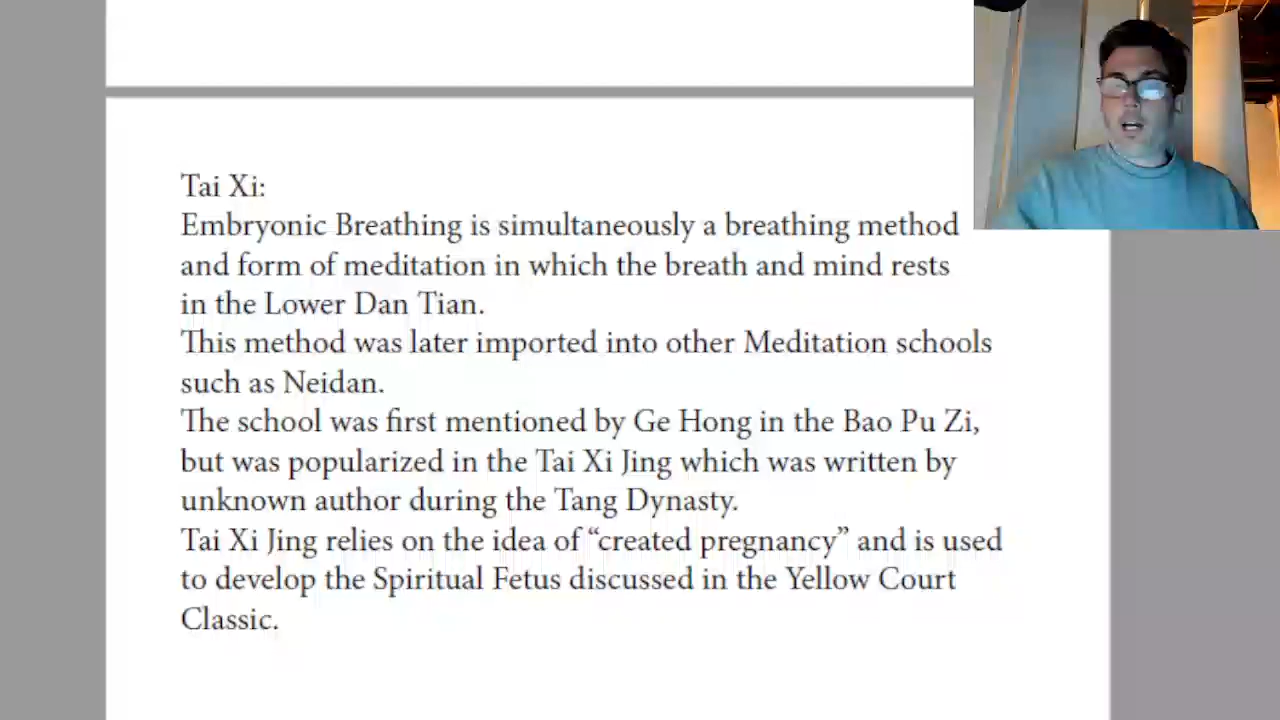 Tai Xi:
Embryonic Breathing is simultaneously a breathing method
and form of meditation in which the breath and mind rests
in the Lower Dan Tian.
This method was later imported into other Meditation schools
such as Neidan.
The school was first mentioned by Ge Hong in the Bao Pu Zi,
but was popularized in the Tai Xi Jing which was written by
unknown author during the Tang Dynasty.
Tai Xi Jing relies on the idea of “created pregnancy” and is used
to develop the Spiritual Fetus discussed in the Yellow Court
Classic.